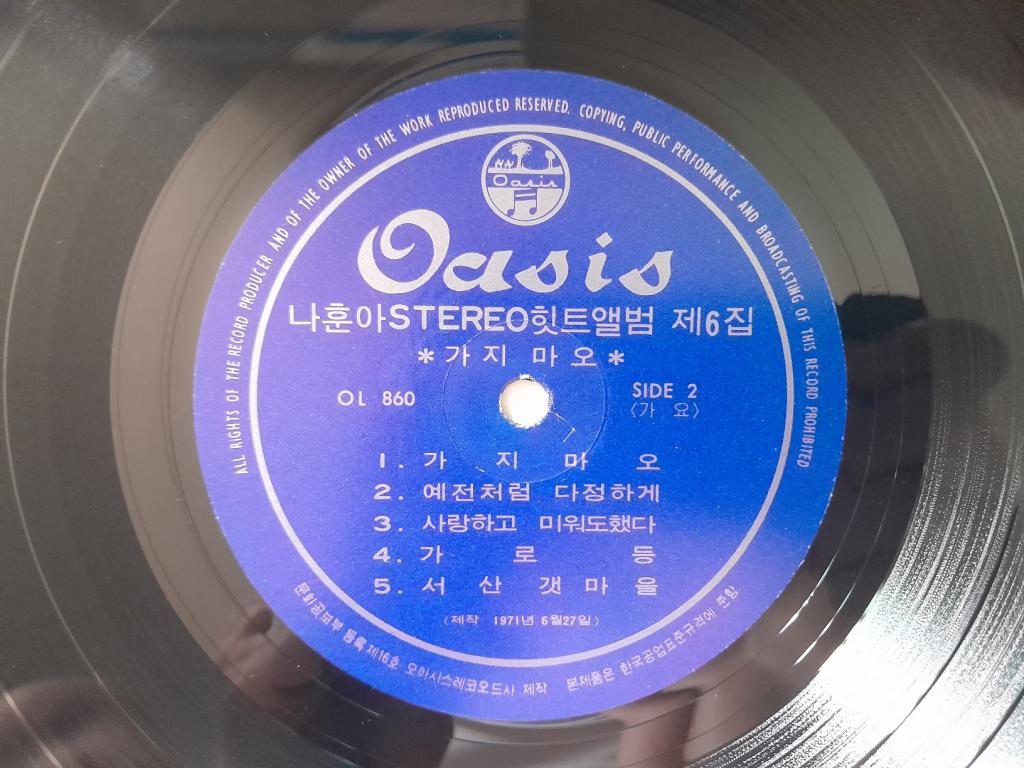 ALL RIGHTS OF THE RECORD PRODUCER AND OF THE OWNER OF THE WORK REPRODUCED RESERVED. COPYING, PUBLIC PERFORMANCE AND BROADCASTING OF THIS RECORD PROHIBITED
Oasis
Oasis
나훈아STEREO힛트앨범 제6집
*가지 마오*
OL 860
SIDE 2
〈가 요〉
1. 가 지 마 오
2. 예전처럼 다정하게
3. 사랑하고 미워도했다
4. 가 로 등
5. 서 산 갯 마 을
(제작 1971년 6월27일)
문화공보부 등록 제16호 오아시스레코오드사 제작 본제품은 한국공업표준규격에 준함